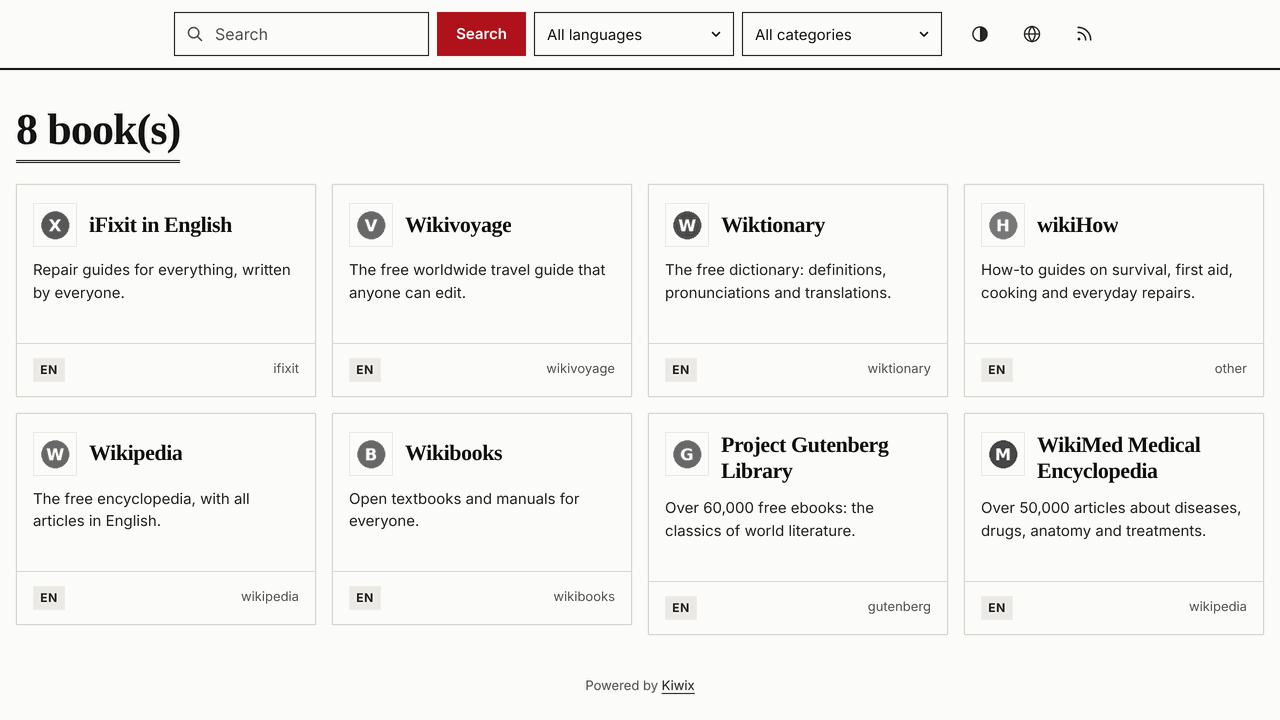 Search
Search
All languages
All categories
8 book(s)
X
iFixit in English
Repair guides for everything, written
by everyone.
EN
ifixit
V
Wikivoyage
The free worldwide travel guide that
anyone can edit.
EN
wikivoyage
W
Wiktionary
The free dictionary: definitions,
pronunciations and translations.
EN
wiktionary
H
wikiHow
How-to guides on survival, first aid,
cooking and everyday repairs.
EN
other
W
Wikipedia
The free encyclopedia, with all
articles in English.
EN
wikipedia
B
Wikibooks
Open textbooks and manuals for
everyone.
EN
wikibooks
G
Project Gutenberg
Library
Over 60,000 free ebooks: the
classics of world literature.
EN
gutenberg
M
WikiMed Medical
Encyclopedia
Over 50,000 articles about diseases,
drugs, anatomy and treatments.
EN
wikipedia
Powered by Kiwix